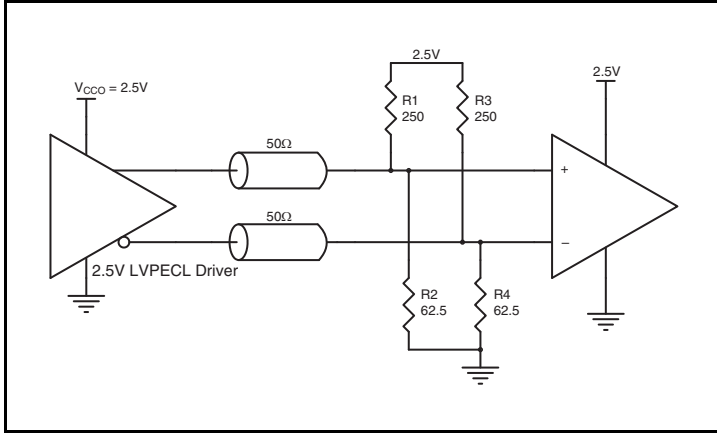 2.5V
V_CCO = 2.5V
2.5V
R1
250
R3
250
50Ω
+
50Ω
−
2.5V LVPECL Driver
R2
62.5
R4
62.5